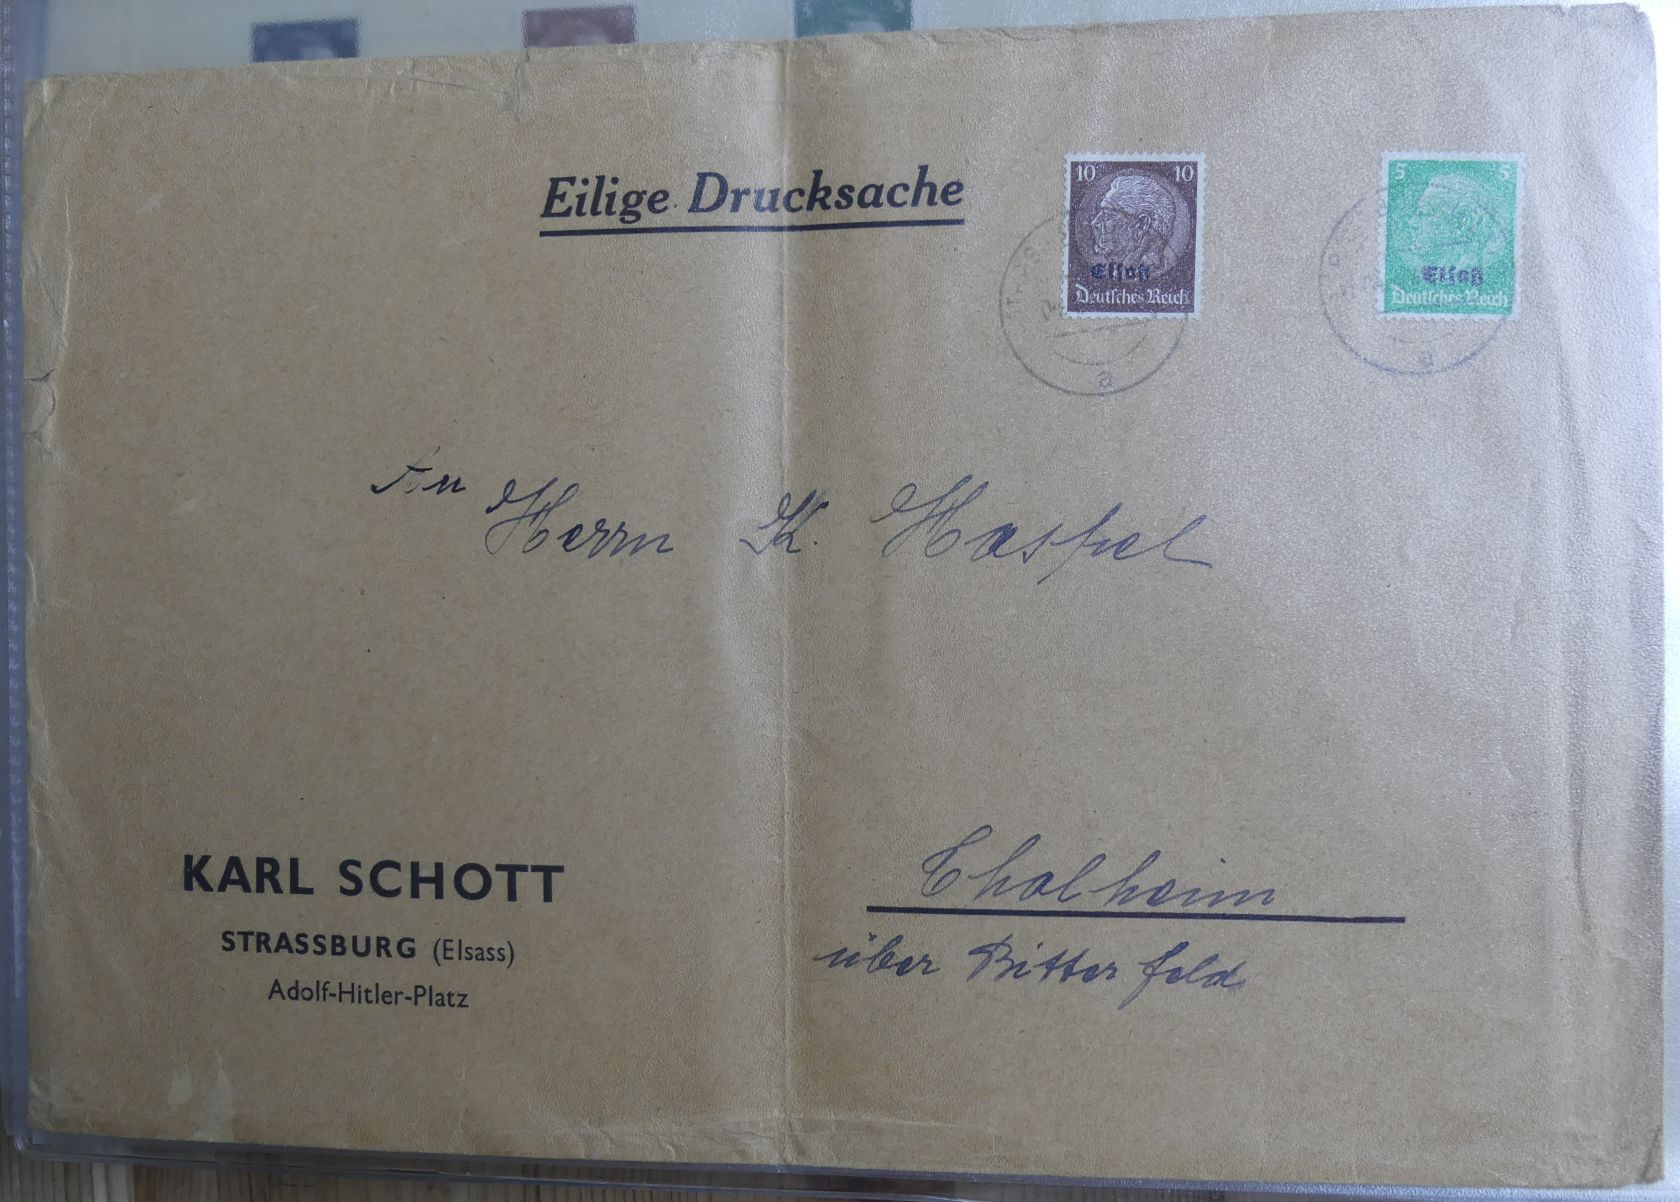 Eilige Drucksache
10 10
Elsaß
Deutsches Reich
5 5
Elsaß
Deutsches Reich
An
Herrn K.
Thalheim
über Bitterfeld
KARL SCHOTT
STRASSBURG (Elsass)
Adolf-Hitler-Platz